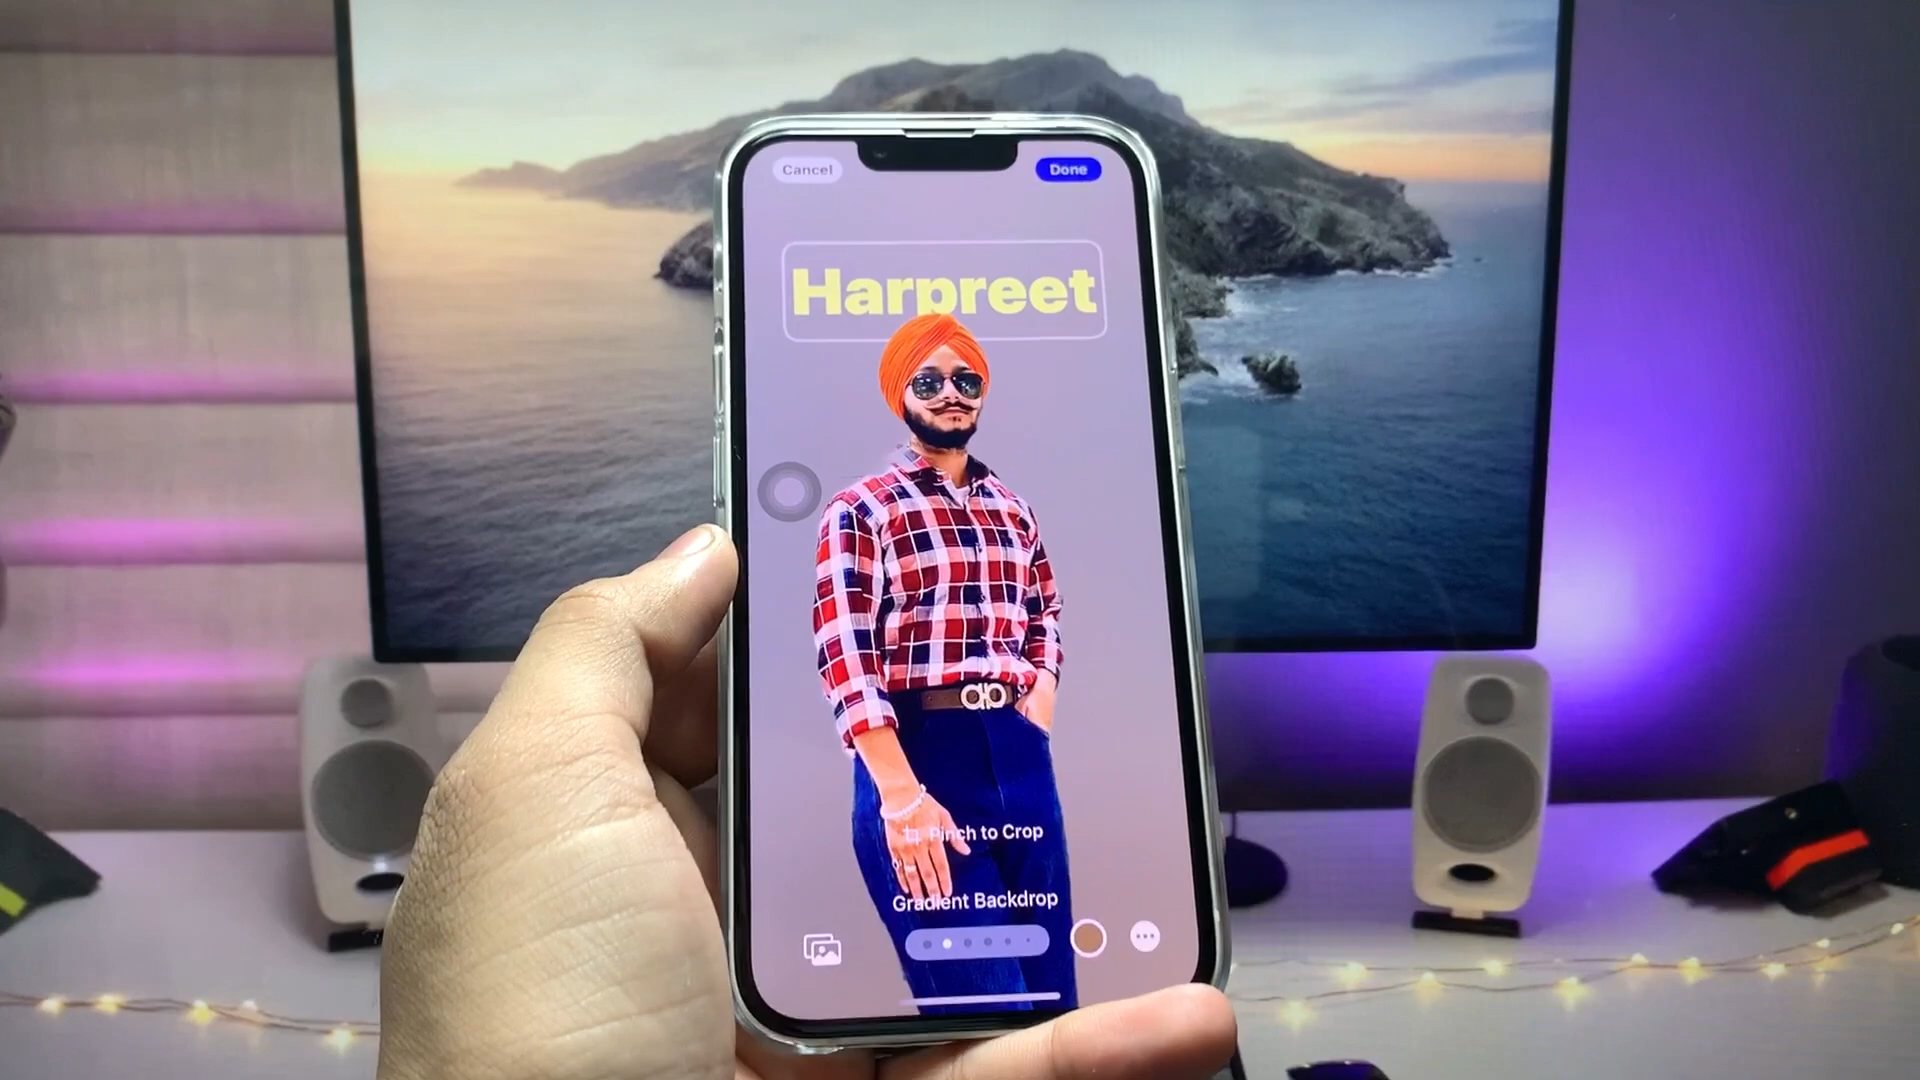 Cancel
Done
Harpreet
Pinch to Crop
Gradient Backdrop